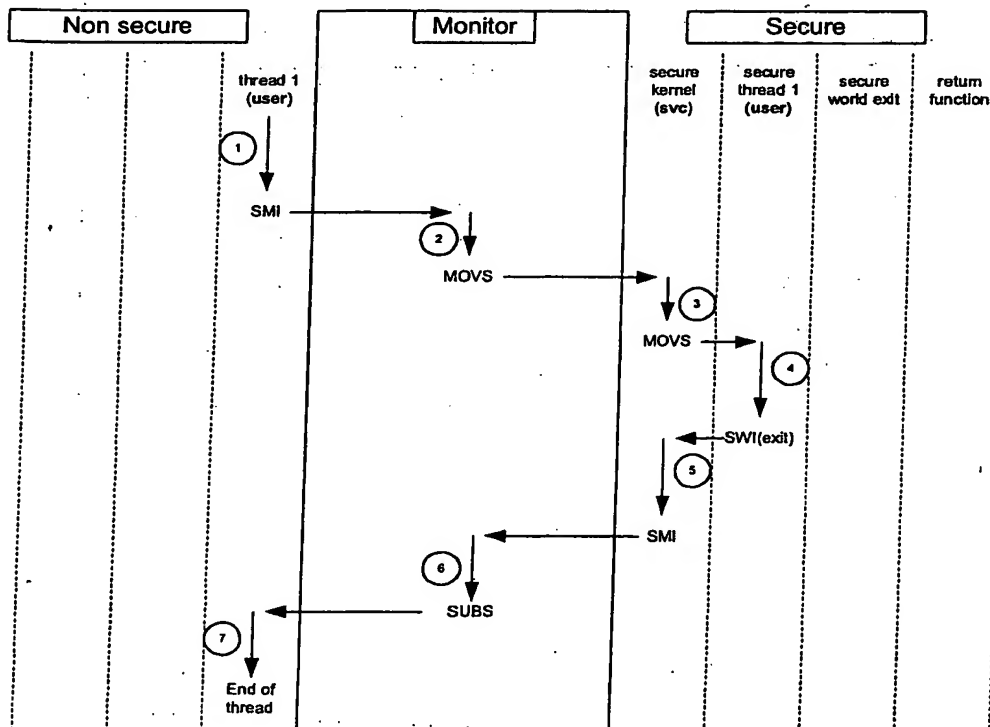 Non secure
Monitor
Secure
thread 1
(user)
secure
kernel
(svc)
secure
thread 1
(user)
secure
world exit
return
function
1
SMI
2
MOVS
3
MOVS
4
SWI(exit)
5
SMI
6
SUBS
7
End of
thread